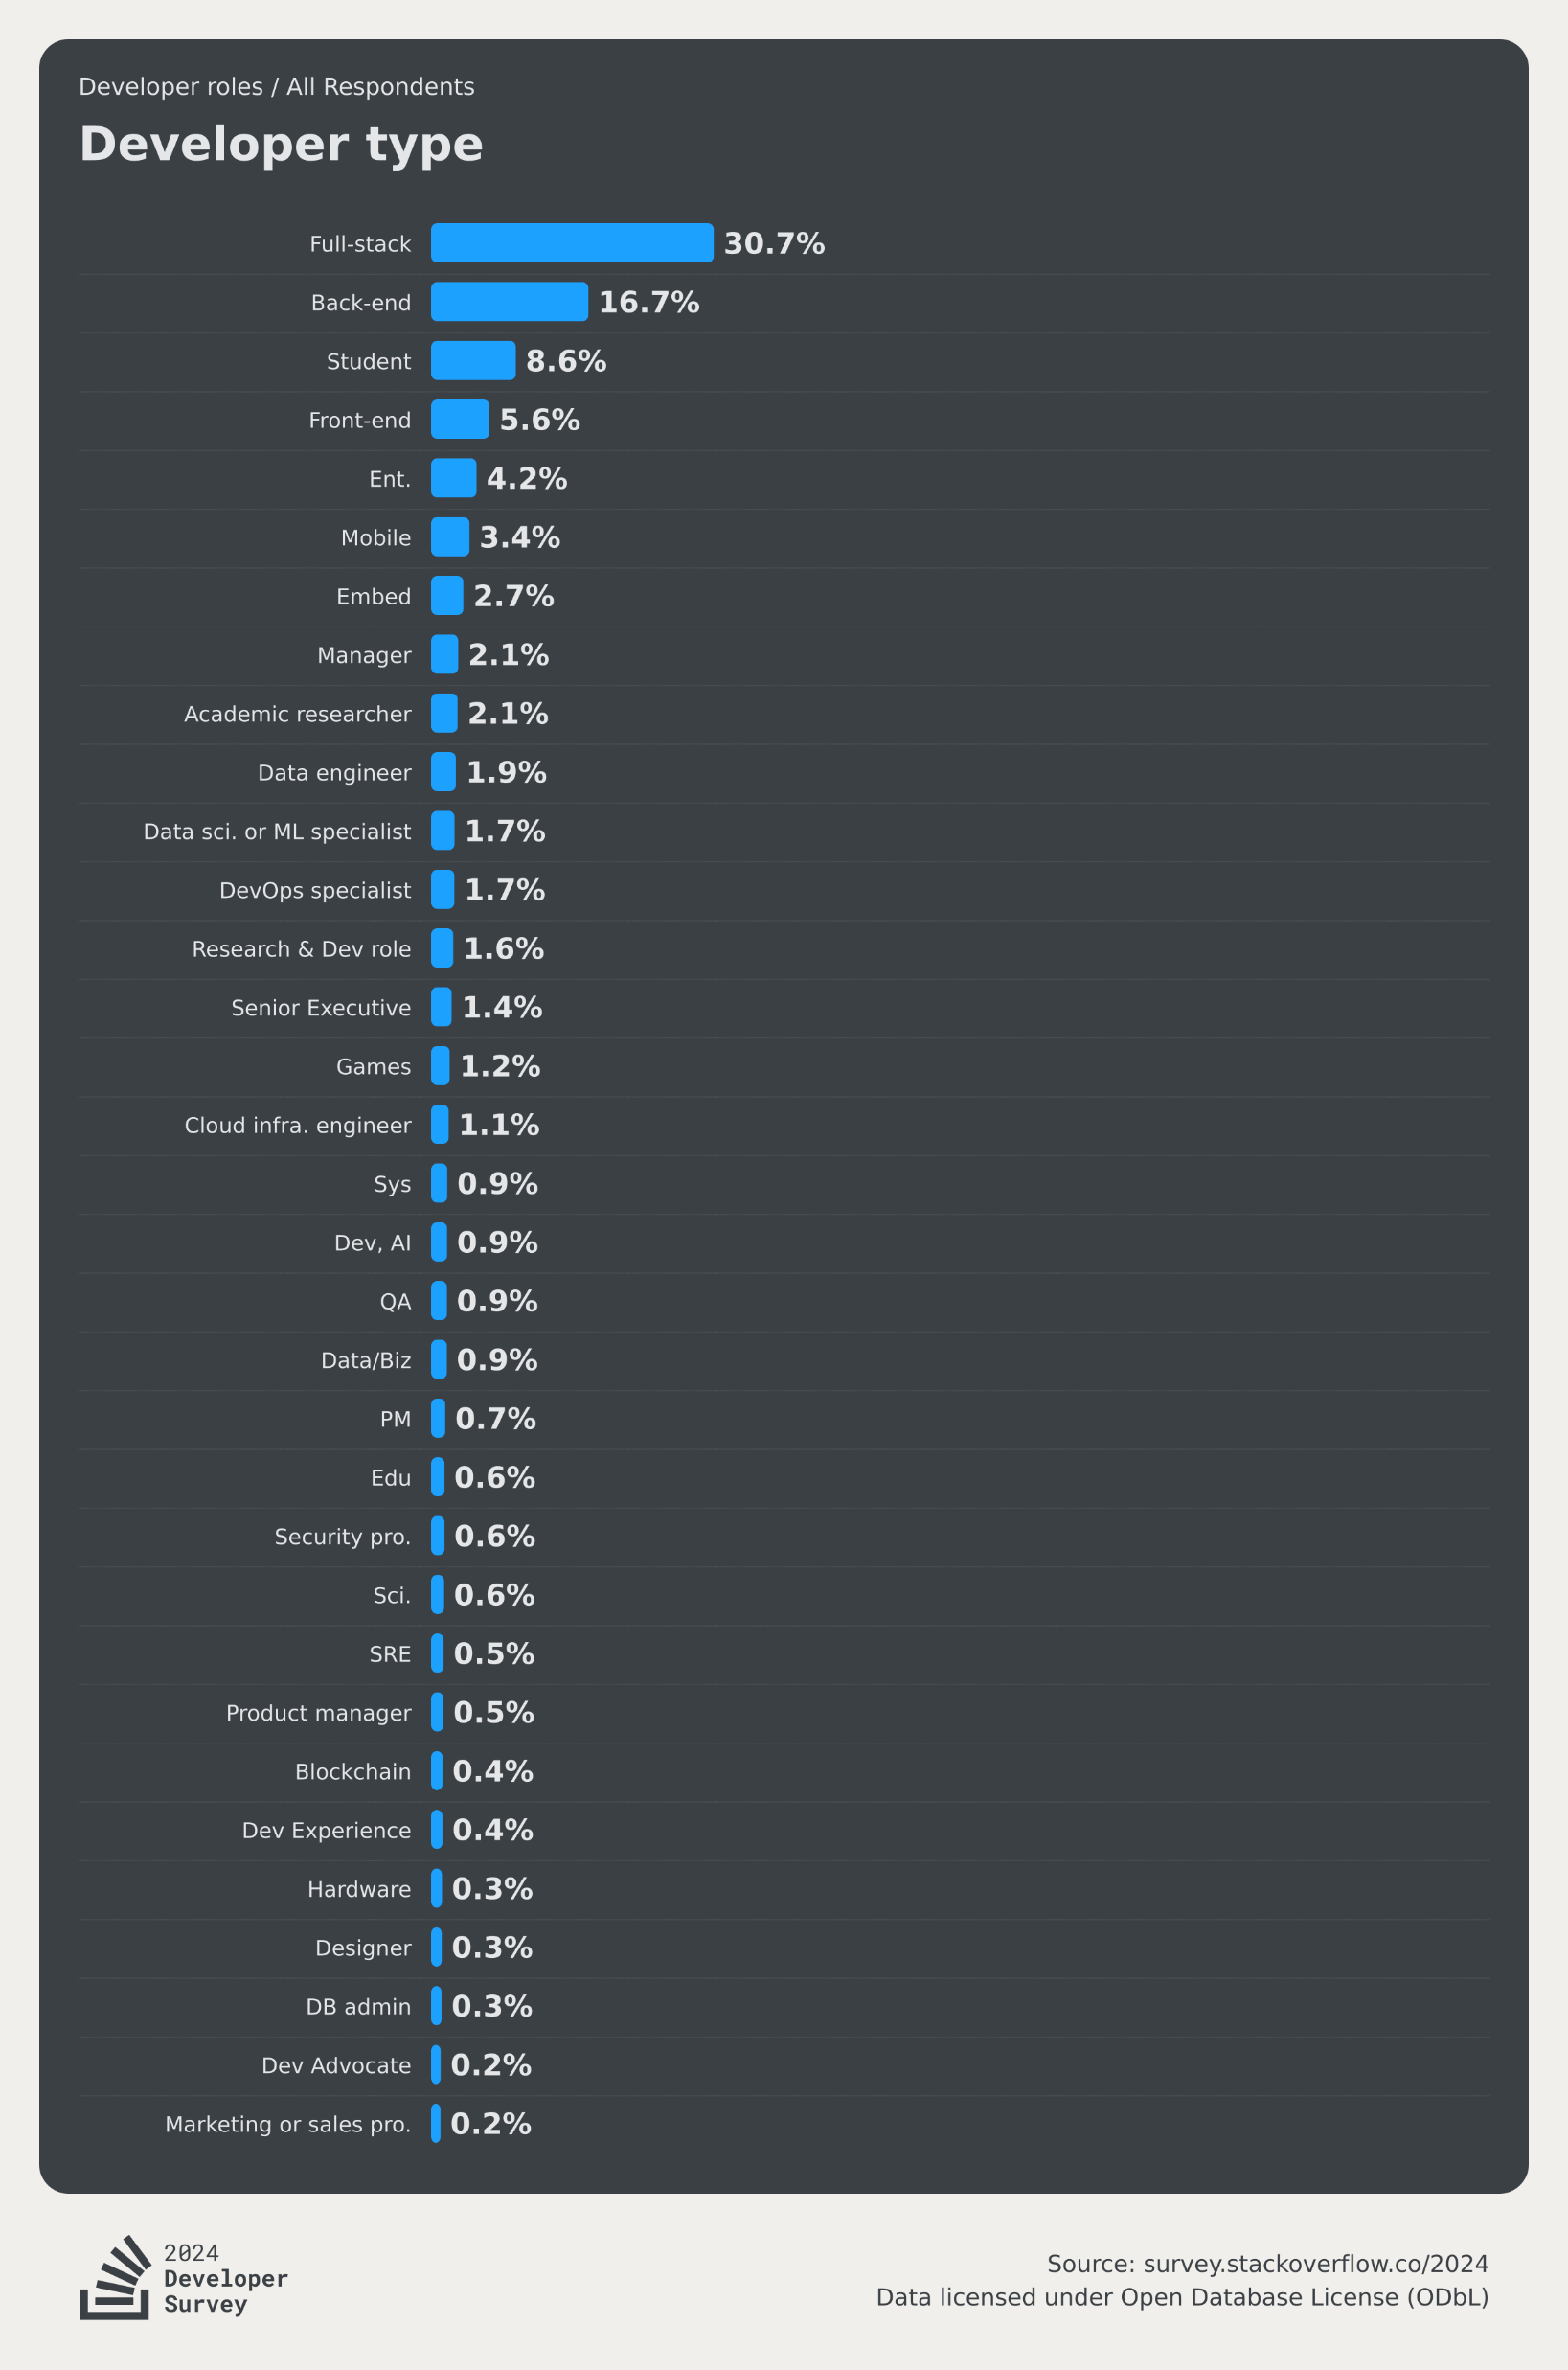 Developer roles / All Respondents
Developer type
Full-stack 30.7%
Back-end 16.7%
Student 8.6%
Front-end 5.6%
Ent. 4.2%
Mobile 3.4%
Embed 2.7%
Manager 2.1%
Academic researcher 2.1%
Data engineer 1.9%
Data sci. or ML specialist 1.7%
DevOps specialist 1.7%
Research & Dev role 1.6%
Senior Executive 1.4%
Games 1.2%
Cloud infra. engineer 1.1%
Sys 0.9%
Dev, AI 0.9%
QA 0.9%
Data/Biz 0.9%
PM 0.7%
Edu 0.6%
Security pro. 0.6%
Sci. 0.6%
SRE 0.5%
Product manager 0.5%
Blockchain 0.4%
Dev Experience 0.4%
Hardware 0.3%
Designer 0.3%
DB admin 0.3%
Dev Advocate 0.2%
Marketing or sales pro. 0.2%
2024
Developer
Survey
Source: survey.stackoverflow.co/2024
Data licensed under Open Database License (ODbL)